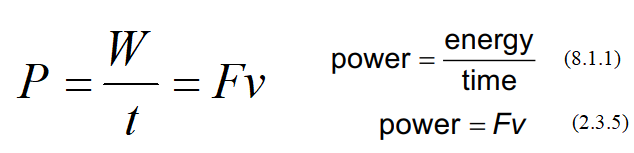 P = W/t = Fv
power = energy/time (8.1.1)
power = Fv (2.3.5)